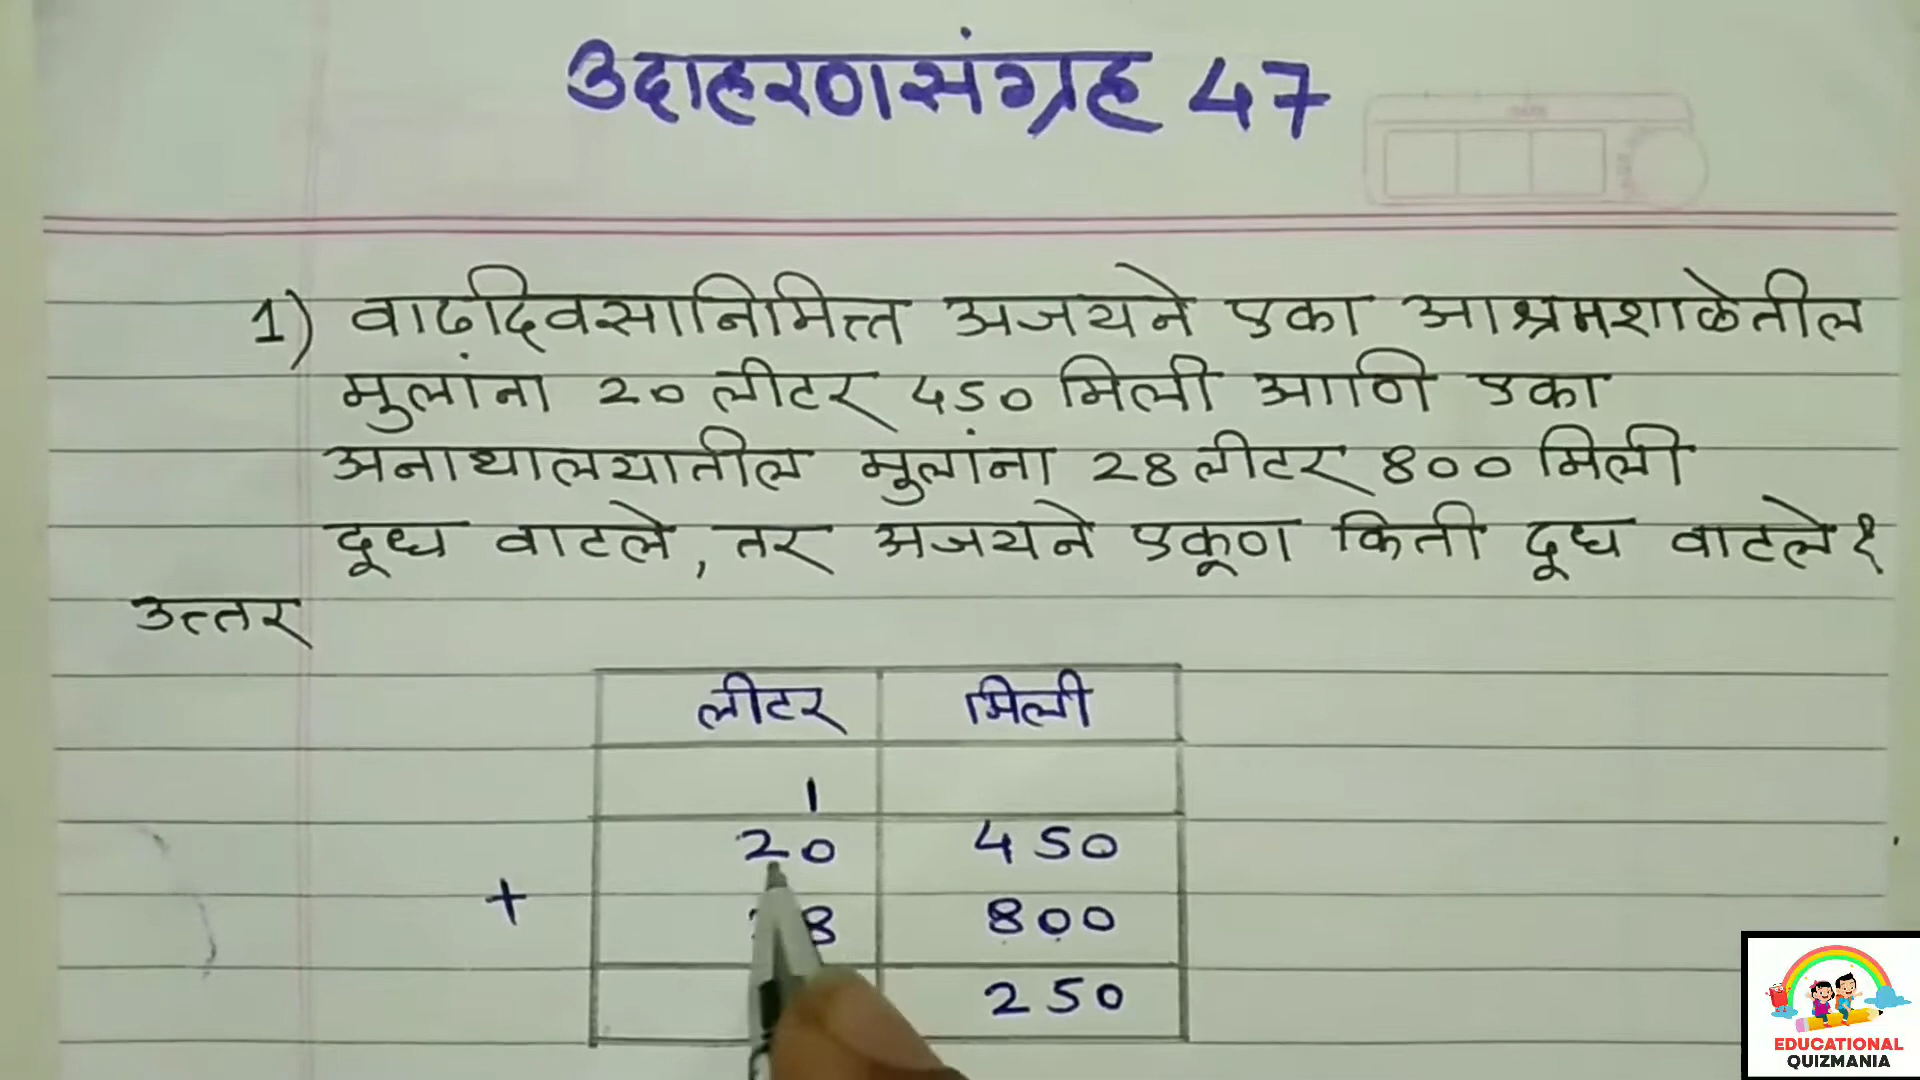 उदाहरणसंग्रह 47
1) वाढदिवसानिमित्त अजयने एका आश्रमशाळेतील
मुलांना 20 लीटर 450 मिली आणि एका
अनाथालयातील मुलांना 28 लीटर 800 मिली
दूध वाटले, तर अजयने एकूण किती दूध वाटले?
उत्तर
लीटर मिली
1
20 450
+ 8 800
250
EDUCATIONAL
QUIZMANIA